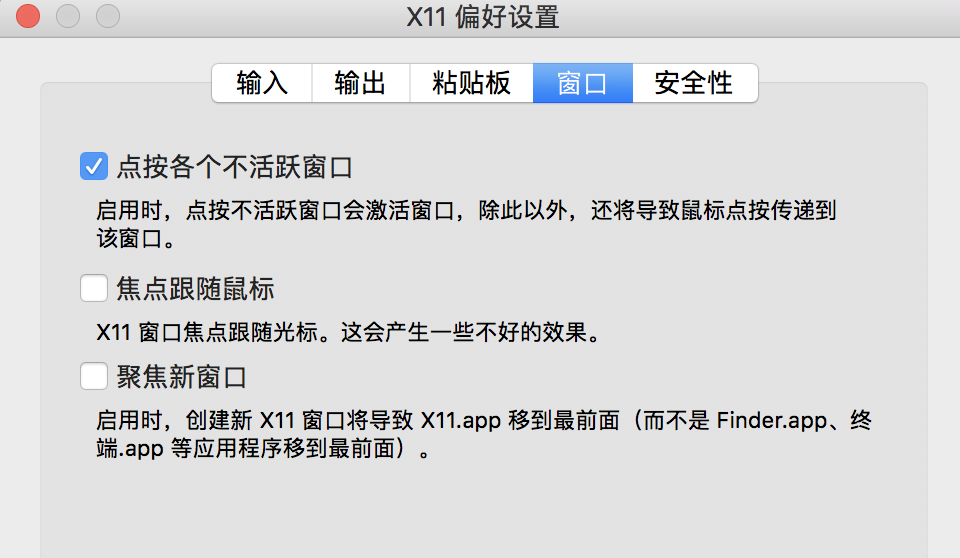 X11 偏好设置
输入 输出 粘贴板 窗口 安全性
点按各个不活跃窗口
启用时，点按不活跃窗口会激活窗口，除此以外，还将导致鼠标点按传递到
该窗口。
焦点跟随鼠标
X11 窗口焦点跟随光标。这会产生一些不好的效果。
聚焦新窗口
启用时，创建新 X11 窗口将导致 X11.app 移到最前面（而不是 Finder.app、终
端.app 等应用程序移到最前面）。